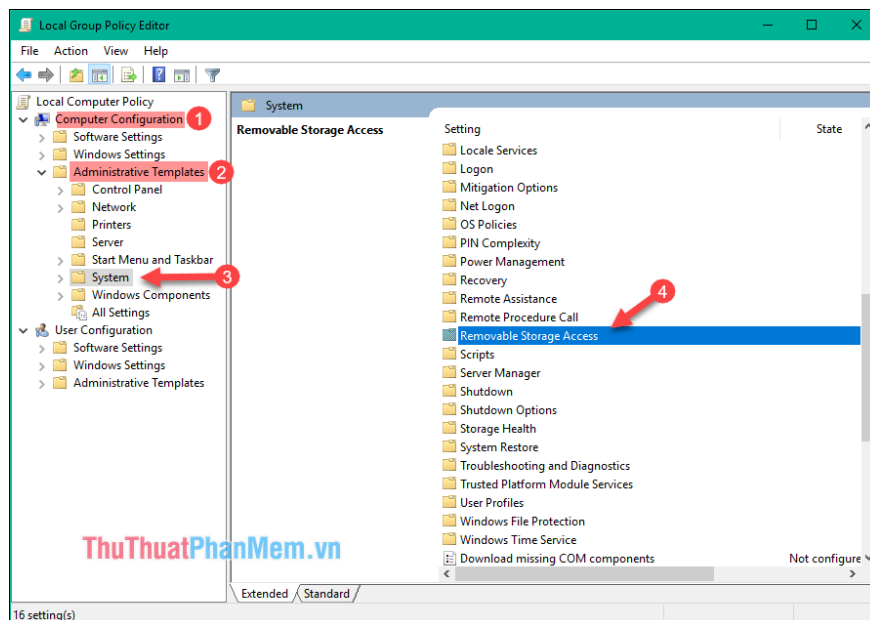 Local Group Policy Editor
File Action View Help
Local Computer Policy
Computer Configuration 1
Software Settings
Windows Settings
Administrative Templates 2
Control Panel
Network
Printers
Server
Start Menu and Taskbar
System 3
Windows Components
All Settings
User Configuration
Software Settings
Windows Settings
Administrative Templates
System
Removable Storage Access
Setting State
Locale Services
Logon
Mitigation Options
Net Logon
OS Policies
PIN Complexity
Power Management
Recovery
Remote Assistance
4
Remote Procedure Call
Removable Storage Access
Scripts
Server Manager
Shutdown
Shutdown Options
Storage Health
System Restore
Troubleshooting and Diagnostics
Trusted Platform Module Services
User Profiles
Windows File Protection
Windows Time Service
Download missing COM components Not configure
ThuThuatPhanMem.vn
Extended Standard
16 setting(s)